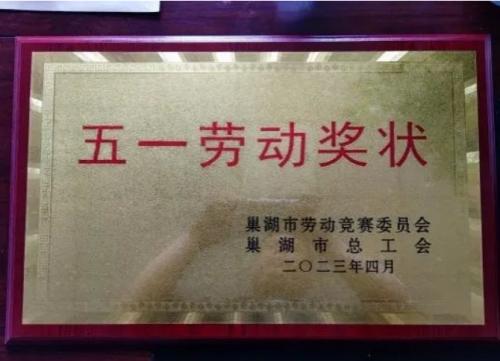 五一劳动奖状
巢湖市劳动竞赛委员会
巢湖市总工会
二〇二三年四月